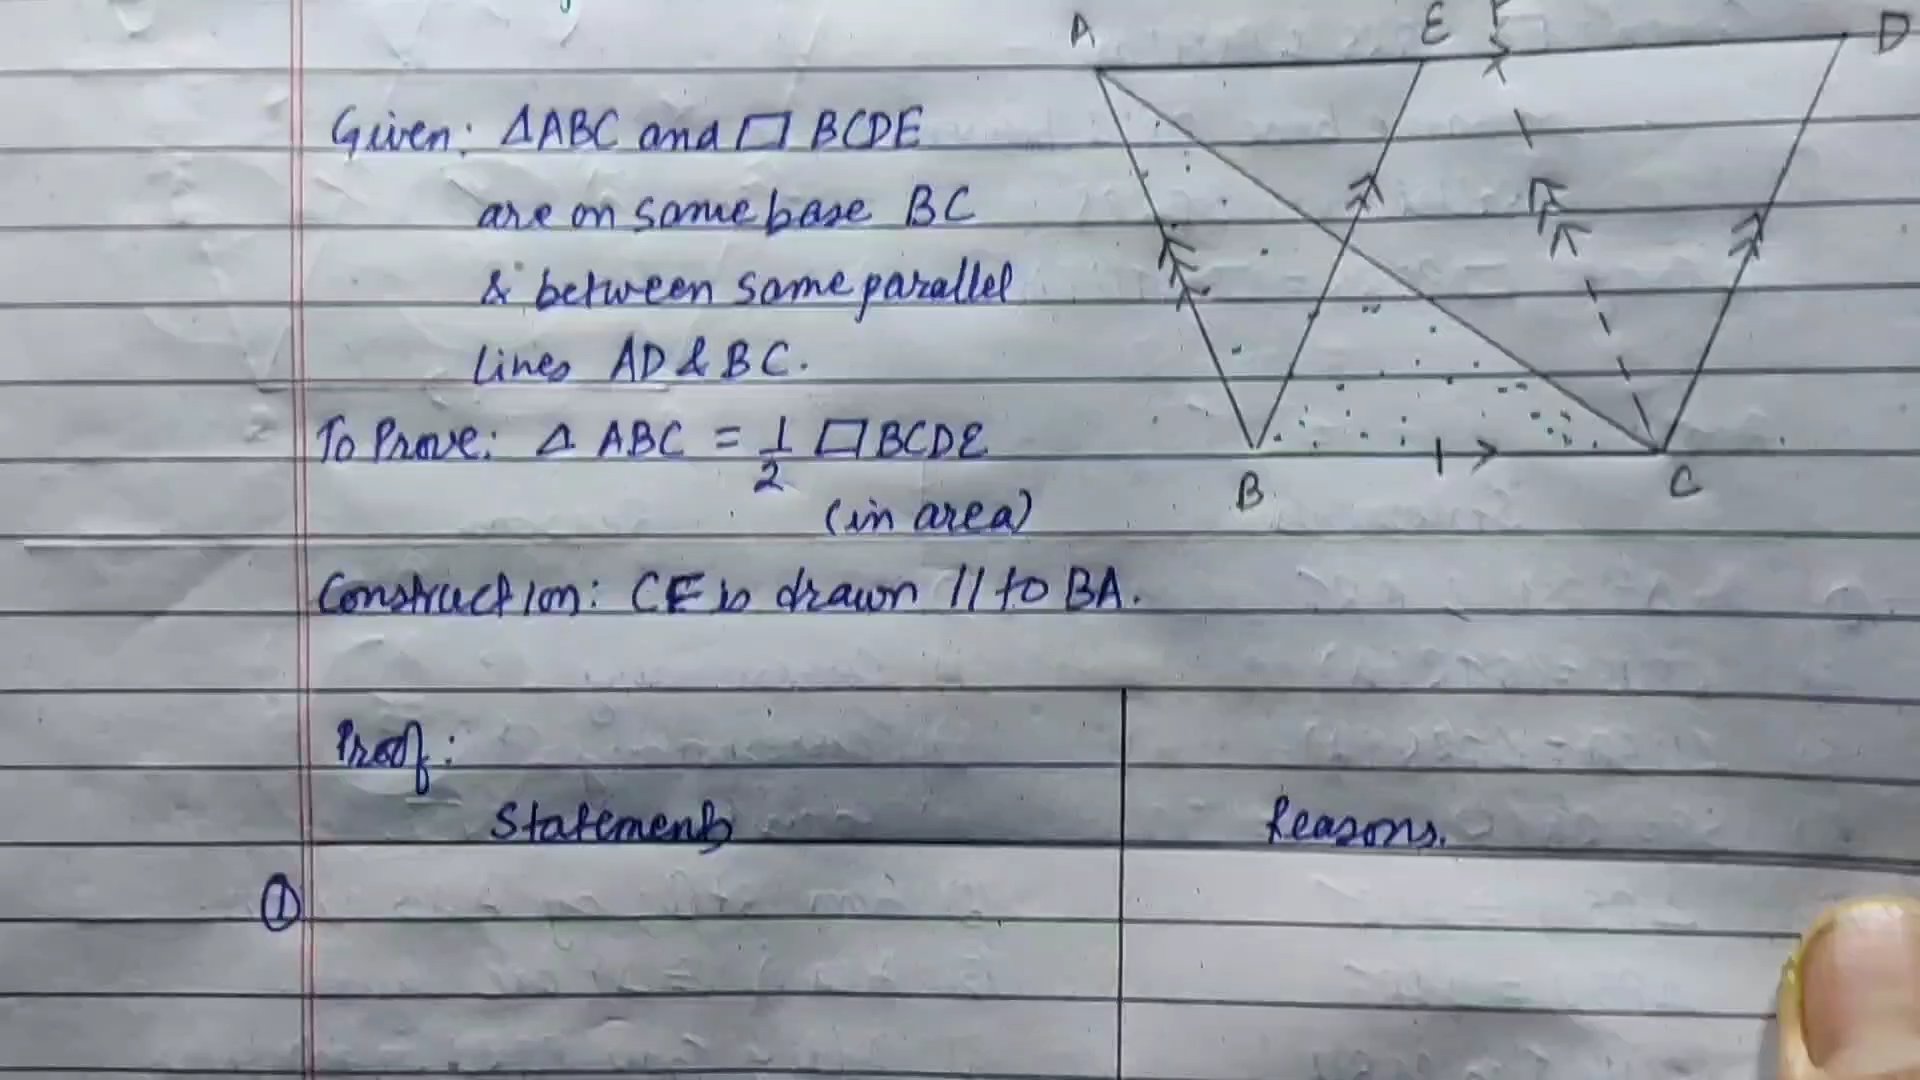 A E F D
Given: △ABC and ▱ BCDE
are on same base BC
& between same parallel
lines AD & BC.
To Prove: △ ABC = 1/2 ▱ BCDE
(in area)
B C
Construction: CF is drawn // to BA.
Proof:
Statements Reasons.
①